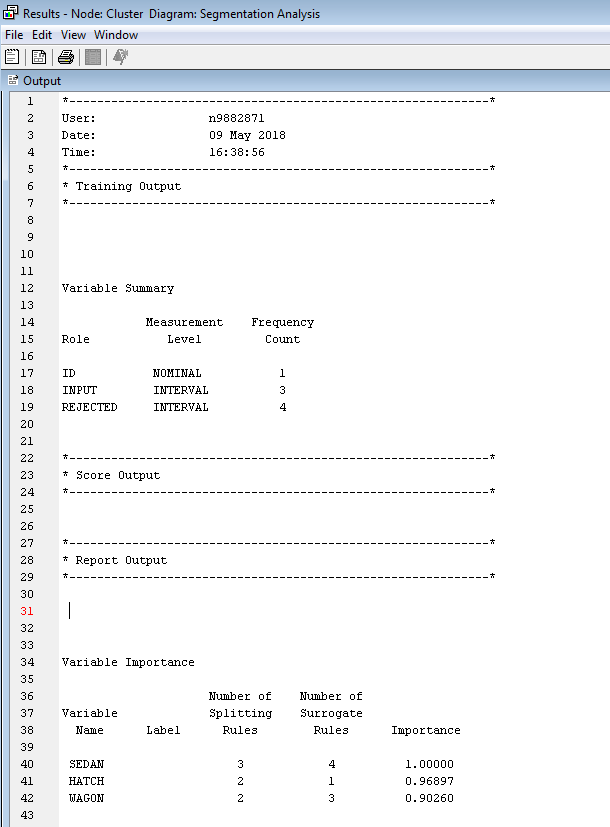 Results - Node: Cluster  Diagram: Segmentation Analysis
File Edit View Window
Output
1 *------------------------------------------------------------*
2 User: n9882871
3 Date: 09 May 2018
4 Time: 16:38:56
5 *------------------------------------------------------------*
6 * Training Output
7 *------------------------------------------------------------*
8
9
10
11
12 Variable Summary
13
14 Measurement Frequency
15 Role Level Count
16
17 ID NOMINAL 1
18 INPUT INTERVAL 3
19 REJECTED INTERVAL 4
20
21
22 *------------------------------------------------------------*
23 * Score Output
24 *------------------------------------------------------------*
25
26
27 *------------------------------------------------------------*
28 * Report Output
29 *------------------------------------------------------------*
30
31
32
33
34 Variable Importance
35
36 Number of Number of
37 Variable Splitting Surrogate
38 Name Label Rules Rules Importance
39
40 SEDAN 3 4 1.00000
41 HATCH 2 1 0.96897
42 WAGON 2 3 0.90260
43